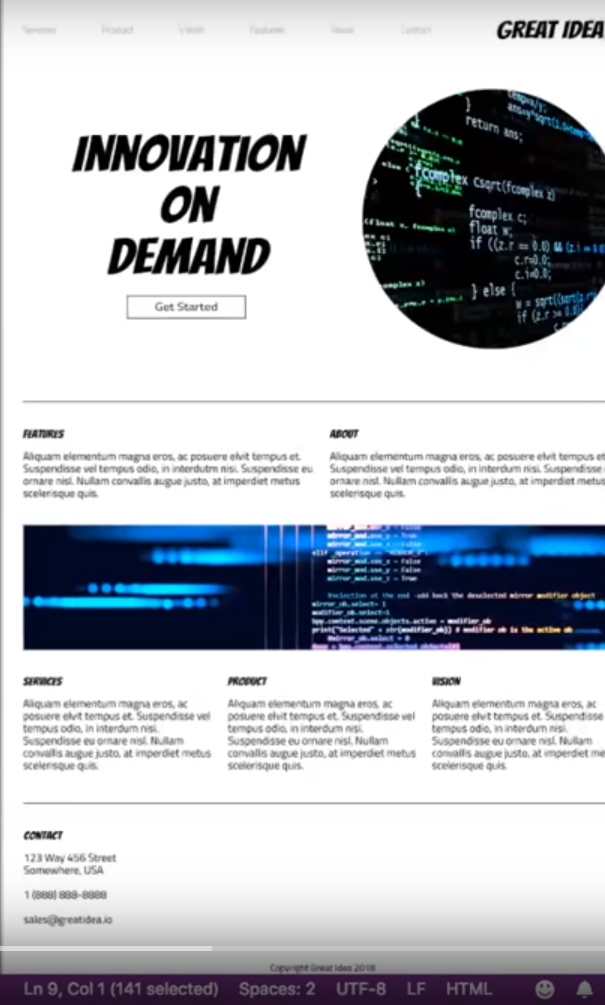 Services Product Vision Features About Contact
GREAT IDEA
INNOVATION
ON
DEMAND
Get Started
}
return ans;
fcomplex Csqrt(fcomplex z)
{
fcomplex c;
float w;
if ((z.r == 0.0) && (z.i = 0.0
c.r=0.0;
c.i=0.0;
} else {
w = sqrt((sqrt(z.r
if (z.r >= 0.0)
FEATURES
Aliquam elementum magna eros, ac posuere elvit tempus et.
Suspendisse vel tempus odio, in interdutm nisi. Suspendisse eu
ornare nisl. Nullam convallis augue justo, at imperdiet metus
scelerisque quis.
ABOUT
Aliquam elementum magna eros, ac posuere elvit tempus et
Suspendisse vel tempus odio, in interdum nisi. Suspendisse
ornare nisl. Nullam convallis augue justo, at imperdiet metus
scelerisque quis.
mirror_mod.use_x = False
mirror_mod.use_y = True
mirror_mod.use_z = False
elif _operation == "MIRROR_Z":
mirror_mod.use_x = False
mirror_mod.use_y = False
mirror_mod.use_z = True
#selection at the end -add back the deselected mirror modifier object
mirror_ob.select= 1
modifier_ob.select=1
bpy.context.scene.objects.active = modifier_ob
print("Selected" + str(modifier_ob)) # modifier ob is the active ob
#mirror_ob.select = 0
SERVICES
Aliquam elementum magna eros, ac
posuere elvit tempus et. Suspendisse vel
tempus odio, in interdum nisi.
Suspendisse eu ornare nisl. Nullam
convallis augue justo, at imperdiet metus
scelerisque quis.
PRODUCT
Aliquam elementum magna eros, ac
posuere elvit tempus et. Suspendisse vel
tempus odio, in interdum nisi.
Suspendisse eu ornare nisl. Nullam
convallis augue justo, at imperdiet metus
scelerisque quis.
VISION
Aliquam elementum magna eros, ac
posuere elvit tempus et. Suspendisse
tempus odio, in interdum nisi.
Suspendisse eu ornare nisl. Nullam
convallis augue justo, at imperdiet me
scelerisque quis.
CONTACT
123 Way 456 Street
Somewhere, USA
1 (888) 888-8888
sales@greatidea.io
Copyright Great Idea 2018
Ln 9, Col 1 (141 selected) Spaces: 2 UTF-8 LF HTML